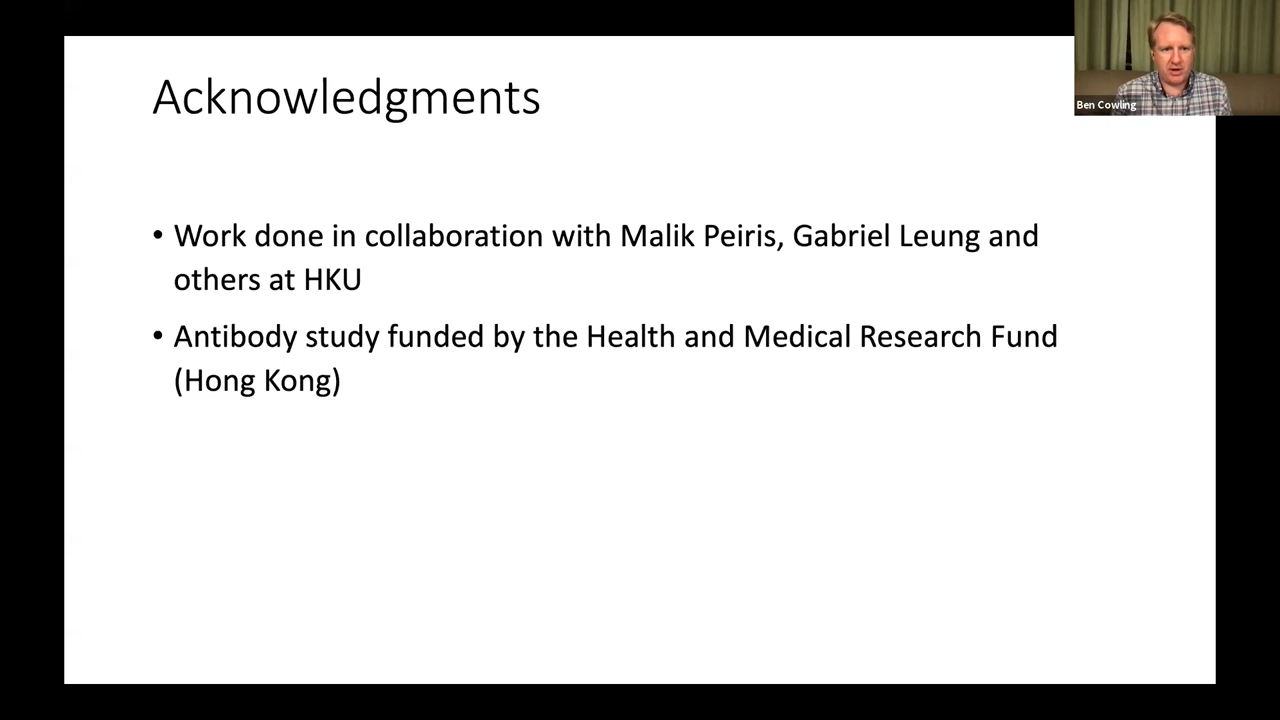 Acknowledgments
Ben Cowling
• Work done in collaboration with Malik Peiris, Gabriel Leung and
others at HKU
• Antibody study funded by the Health and Medical Research Fund
(Hong Kong)